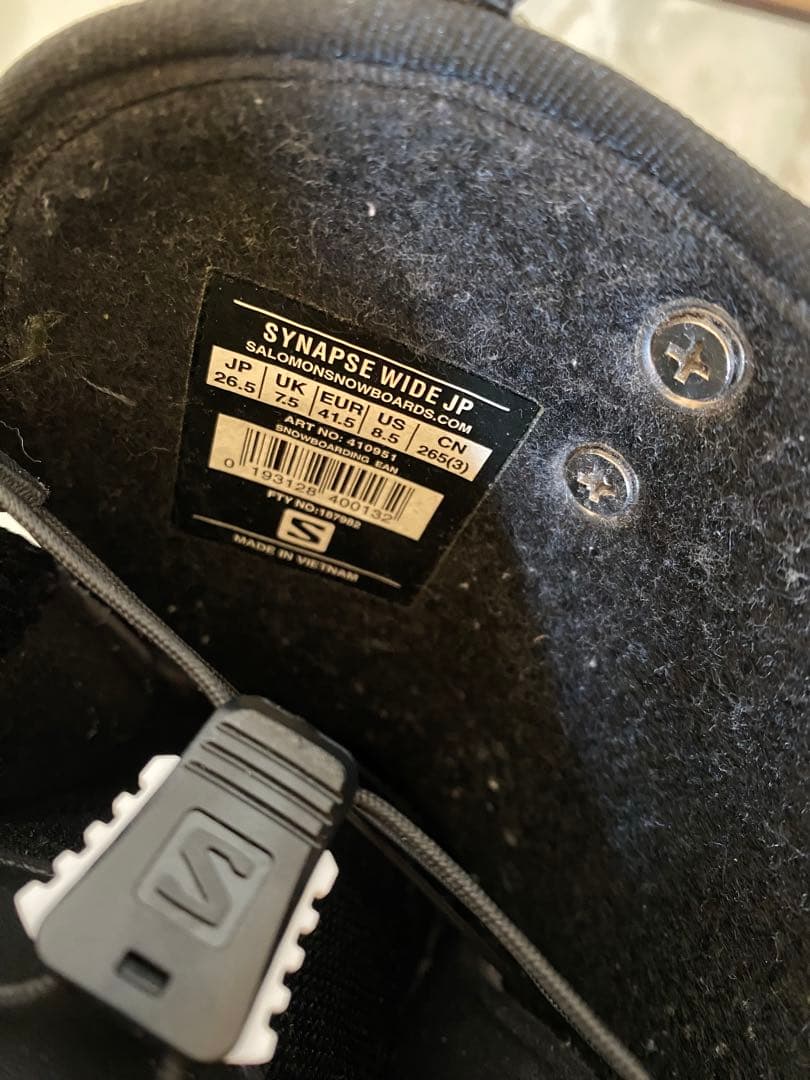 SYNAPSE WIDE JP
SALOMONSNOWBOARDS.COM
JP UK EUR US CN
26.5 7.5 41.5 8.5 265(3)
ART NO: 410951
SNOWBOARDING EAN
0 193128 400132
FTY NO:187982
S
MADE IN VIETNAM
S